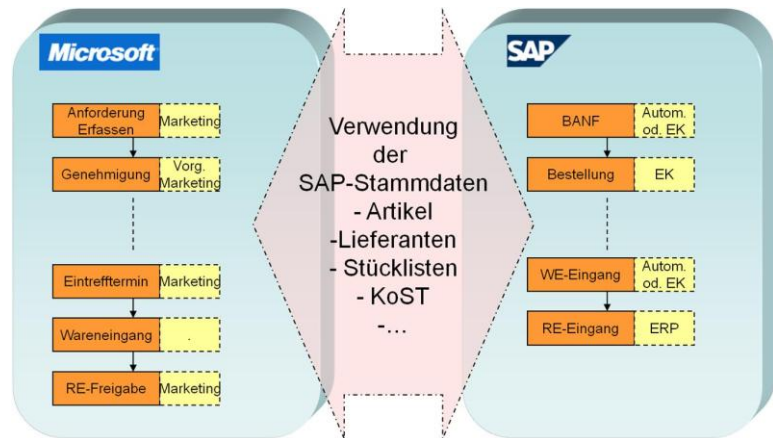 Microsoft
Anforderung
Erfassen
Marketing
Genehmigung
Vorg.
Marketing
Eintrefftermin
Marketing
Wareneingang
.
RE-Freigabe
Marketing
Verwendung
der
SAP-Stammdaten
- Artikel
-Lieferanten
- Stücklisten
- KoST
-...
SAP
BANF
Autom.
od. EK
Bestellung
EK
WE-Eingang
Autom.
od. EK
RE-Eingang
ERP